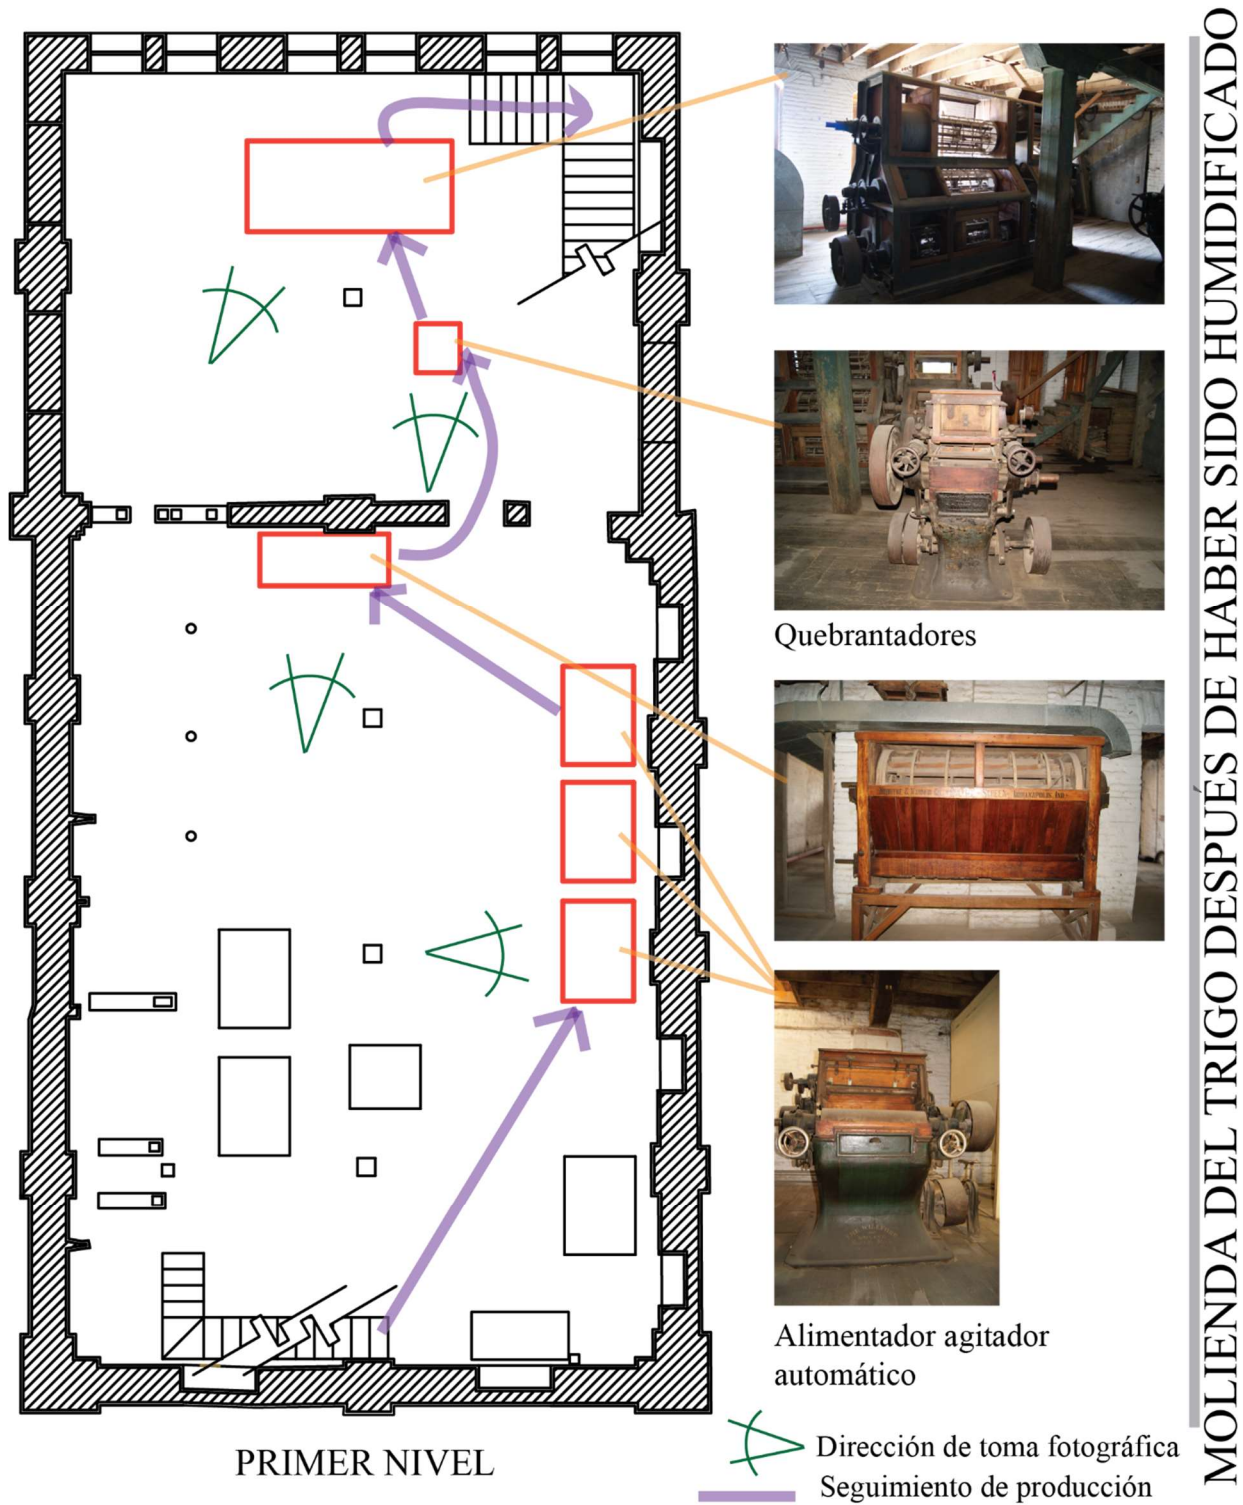 MOLIENDA DEL TRIGO DESPUÉS DE HABER SIDO HUMIDIFICADO
Quebrantadores
Alimentador agitador
automático
PRIMER NIVEL
Dirección de toma fotográfica
Seguimiento de producción